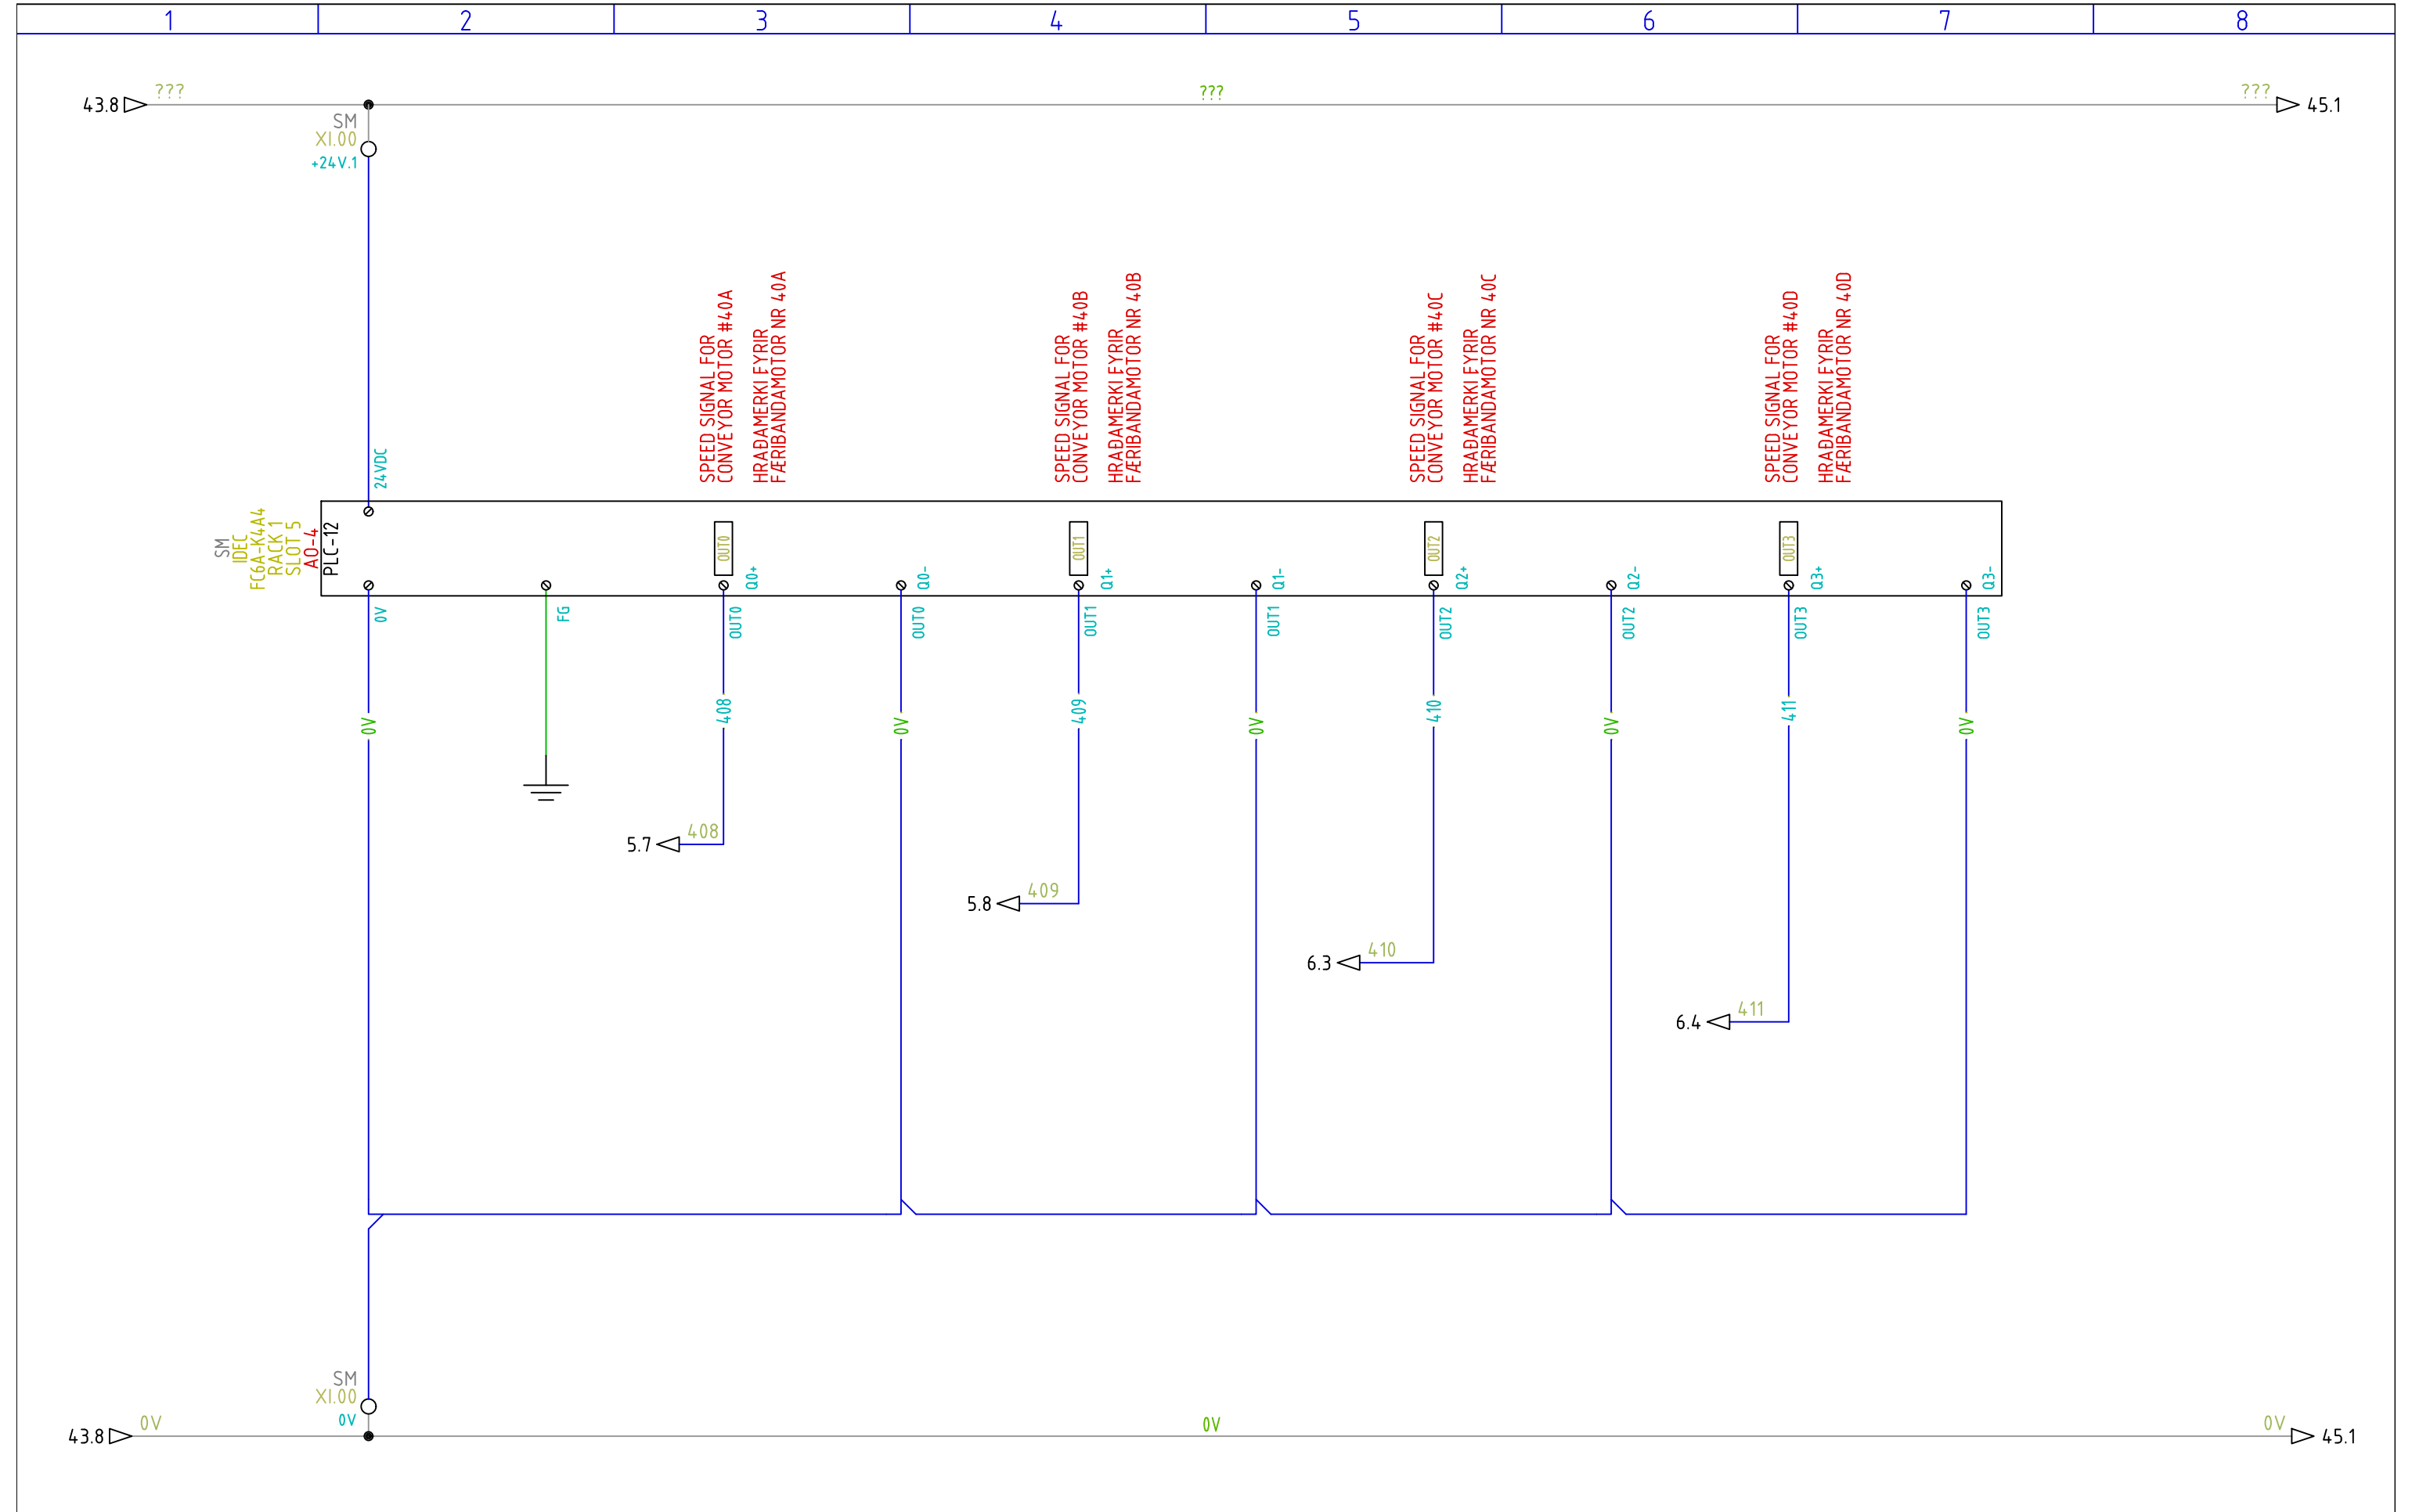 1 2 3 4 5 6 7 8
43.8 ??? ??? ??? 45.1
SM
XI.00
+24V.1
SPEED SIGNAL FOR
CONVEYOR MOTOR #40A
HRAÐAMERKI FYRIR
FÆRIBANDAMOTOR NR 40A
SPEED SIGNAL FOR
CONVEYOR MOTOR #40B
HRAÐAMERKI FYRIR
FÆRIBANDAMOTOR NR 40B
SPEED SIGNAL FOR
CONVEYOR MOTOR #40C
HRAÐAMERKI FYRIR
FÆRIBANDAMOTOR NR 40C
SPEED SIGNAL FOR
CONVEYOR MOTOR #40D
HRAÐAMERKI FYRIR
FÆRIBANDAMOTOR NR 40D
24VDC
SM
IDEC
FC6A-K4A4
RACK 1
SLOT 5
AO-4
PLC-12
OUT0 OUT1 OUT2 OUT3
Q0+ Q0- Q1+ Q1- Q2+ Q2- Q3+ Q3-
0V FG OUT0 OUT0 OUT1 OUT1 OUT2 OUT2 OUT3 OUT3
0V 408 0V 409 0V 410 0V 411 0V
5.7 408
5.8 409
6.3 410
6.4 411
SM
XI.00
0V
43.8 0V 0V 0V 45.1